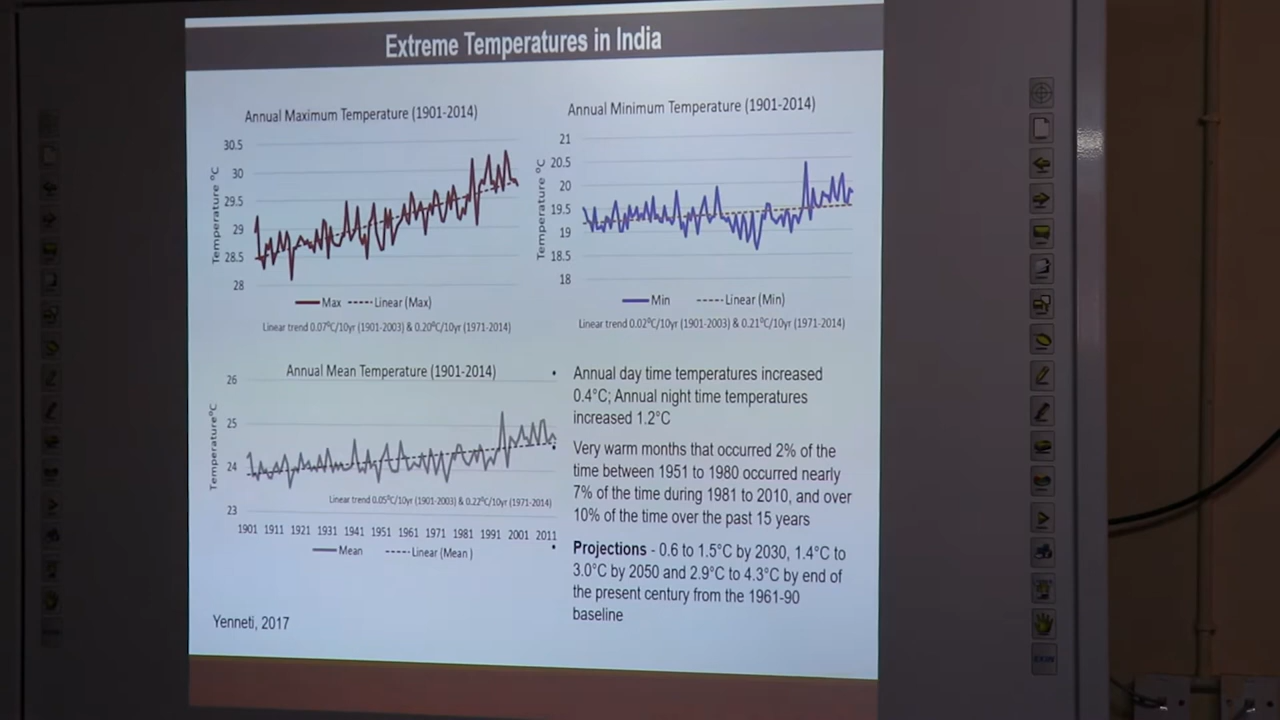 Extreme Temperatures in India
Annual Maximum Temperature (1901-2014)
Temperature °C
30.5
30
29.5
29
28.5
28
Max
Linear (Max)
Linear trend 0.07°C/10yr (1901-2003) & 0.20°C/10yr (1971-2014)
Annual Minimum Temperature (1901-2014)
Temperature °C
21
20.5
20
19.5
19
18.5
18
Min
Linear (Min)
Linear trend 0.02°C/10yr (1901-2003) & 0.21°C/10yr (1971-2014)
Annual Mean Temperature (1901-2014)
Temperature°C
26
25
24
23
Linear trend 0.05°C/10yr (1901-2003) & 0.22°C/10yr (1971-2014)
1901 1911 1921 1931 1941 1951 1961 1971 1981 1991 2001 2011
Mean
Linear (Mean )
• Annual day time temperatures increased
0.4°C; Annual night time temperatures
increased 1.2°C
• Very warm months that occurred 2% of the
time between 1951 to 1980 occurred nearly
7% of the time during 1981 to 2010, and over
10% of the time over the past 15 years
• Projections - 0.6 to 1.5°C by 2030, 1.4°C to
3.0°C by 2050 and 2.9°C to 4.3°C by end of
the present century from the 1961-90
baseline
Yenneti, 2017